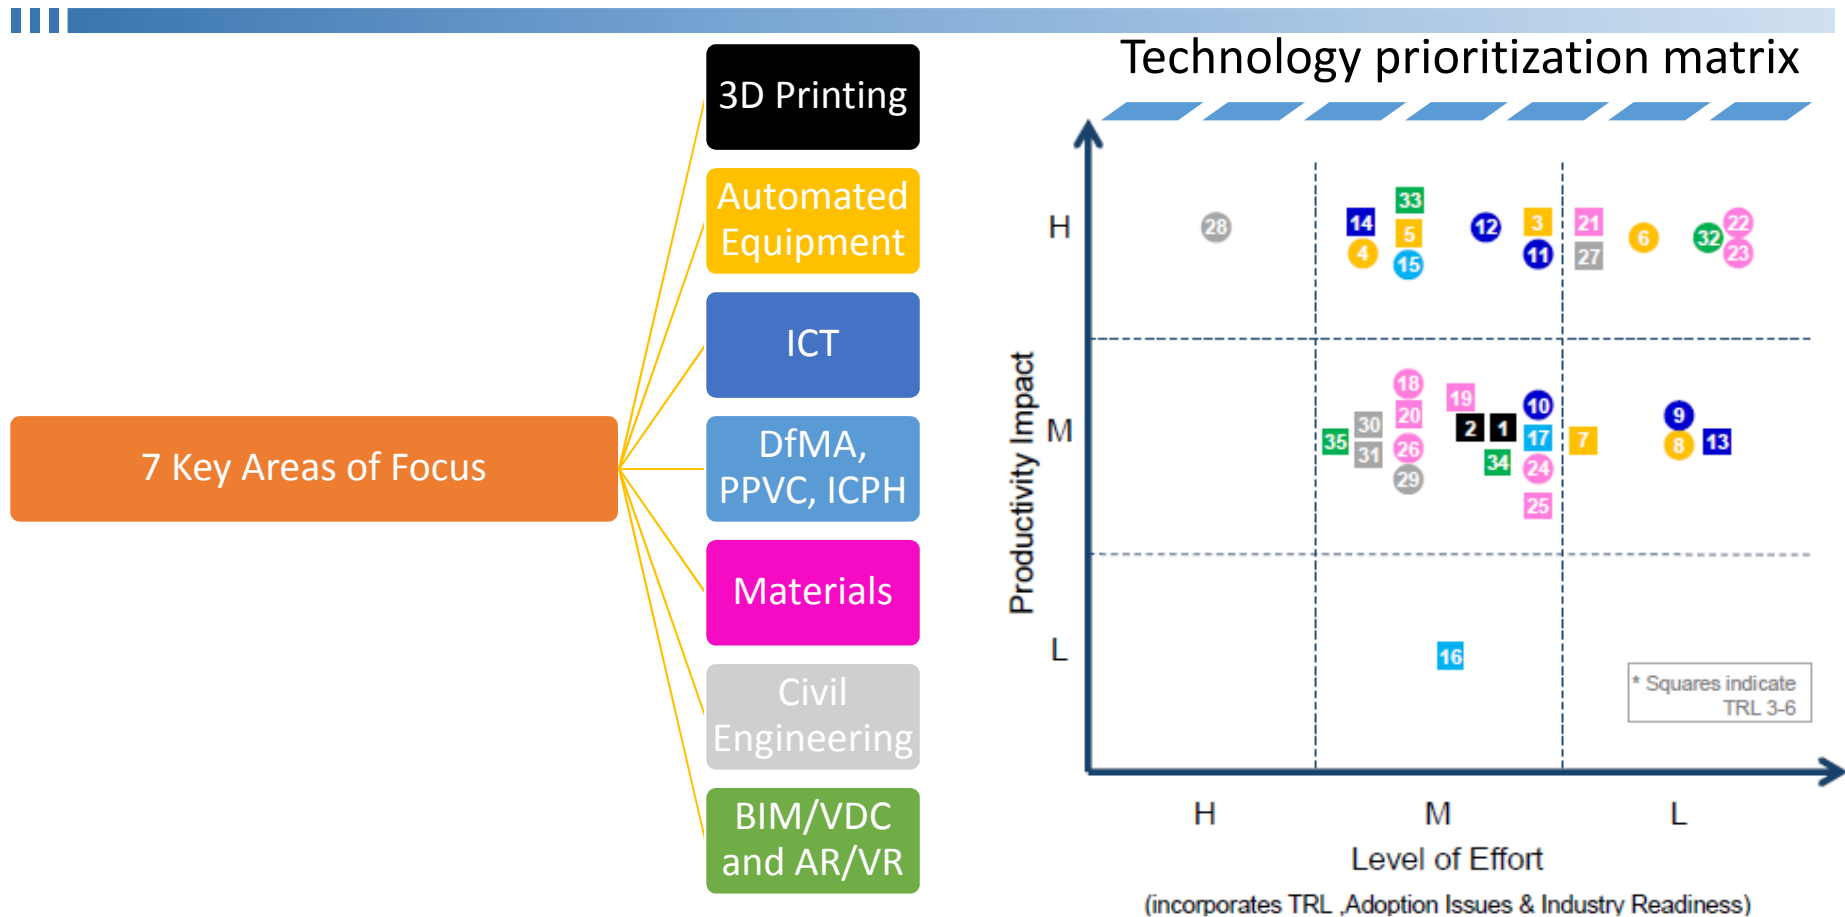 Technology prioritization matrix
7 Key Areas of Focus
3D Printing
Automated
Equipment
ICT
DfMA,
PPVC, ICPH
Materials
Civil
Engineering
BIM/VDC
and AR/VR
Productivity Impact
H
M
L
28
14
4
33
5
15
12
3
11
21
27
6
32
22
23
35
30
31
18
20
26
29
19
2
1
34
10
17
24
25
7
9
8
13
16
* Squares indicate
TRL 3-6
H
M
L
Level of Effort
(incorporates TRL ,Adoption Issues & Industry Readiness)